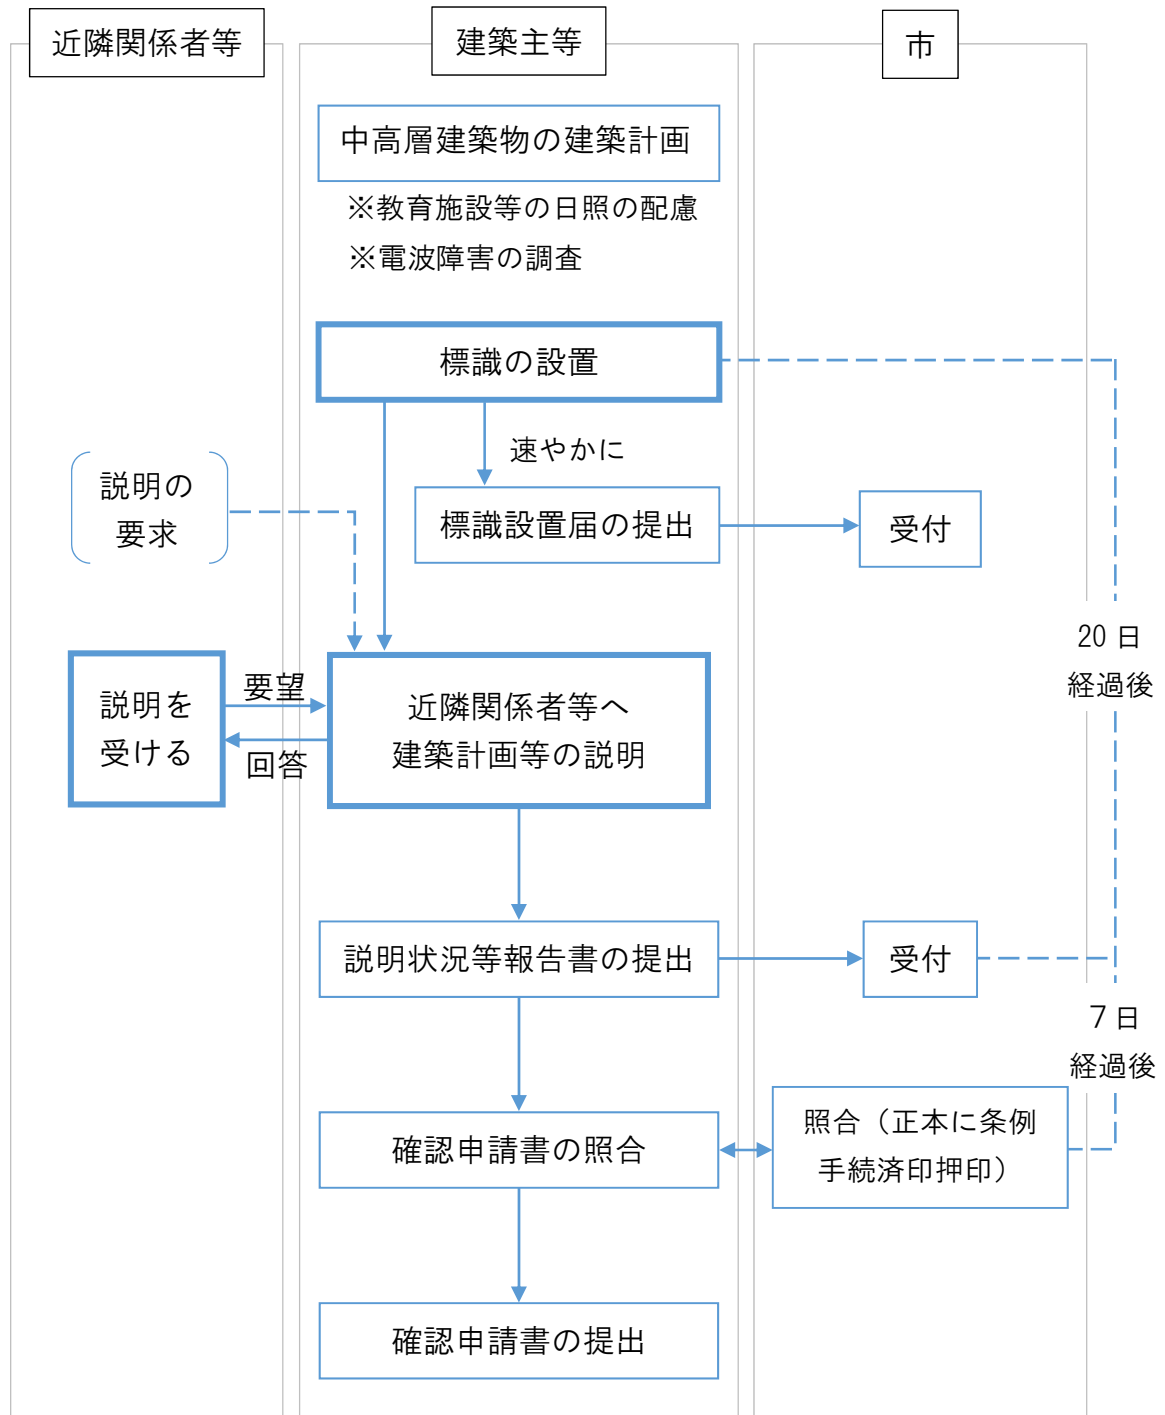 近隣関係者等
建築主等
市
中高層建築物の建築計画
※教育施設等の日照の配慮
※電波障害の調査
標識の設置
速やかに
説明の
要求
標識設置届の提出
受付
20 日
経過後
説明を
受ける
要望
回答
近隣関係者等へ
建築計画等の説明
説明状況等報告書の提出
受付
7 日
経過後
確認申請書の照合
照合（正本に条例
手続済印押印）
確認申請書の提出